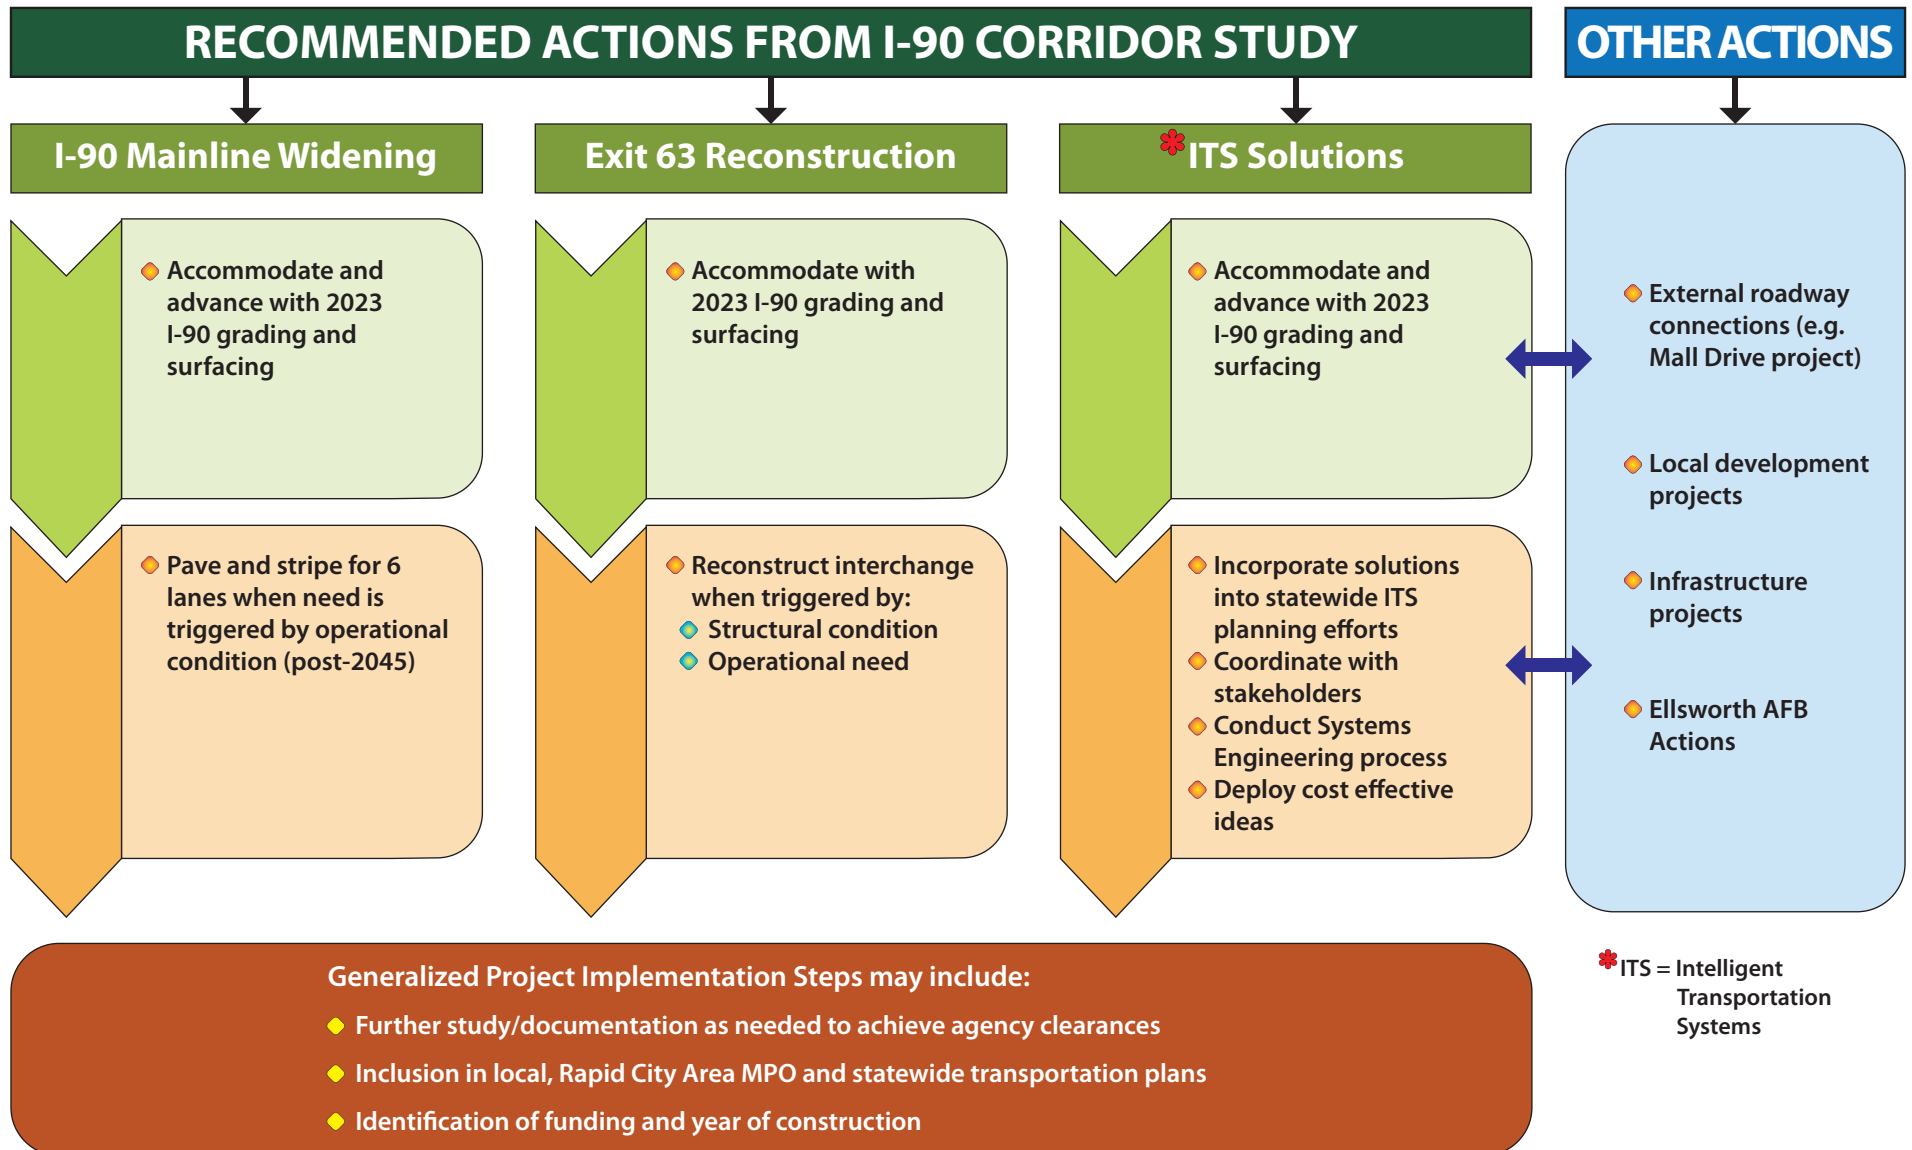 RECOMMENDED ACTIONS FROM I-90 CORRIDOR STUDY
OTHER ACTIONS
I-90 Mainline Widening
Accommodate and
advance with 2023
I-90 grading and
surfacing
Pave and stripe for 6
lanes when need is
triggered by operational
condition (post-2045)
Exit 63 Reconstruction
Accommodate with
2023 I-90 grading and
surfacing
Reconstruct interchange
when triggered by:
Structural condition
Operational need
*ITS Solutions
Accommodate and
advance with 2023
I-90 grading and
surfacing
Incorporate solutions
into statewide ITS
planning efforts
Coordinate with
stakeholders
Conduct Systems
Engineering process
Deploy cost effective
ideas
External roadway
connections (e.g.
Mall Drive project)
Local development
projects
Infrastructure
projects
Ellsworth AFB
Actions
*ITS = Intelligent
Transportation
Systems
Generalized Project Implementation Steps may include:
Further study/documentation as needed to achieve agency clearances
Inclusion in local, Rapid City Area MPO and statewide transportation plans
Identification of funding and year of construction